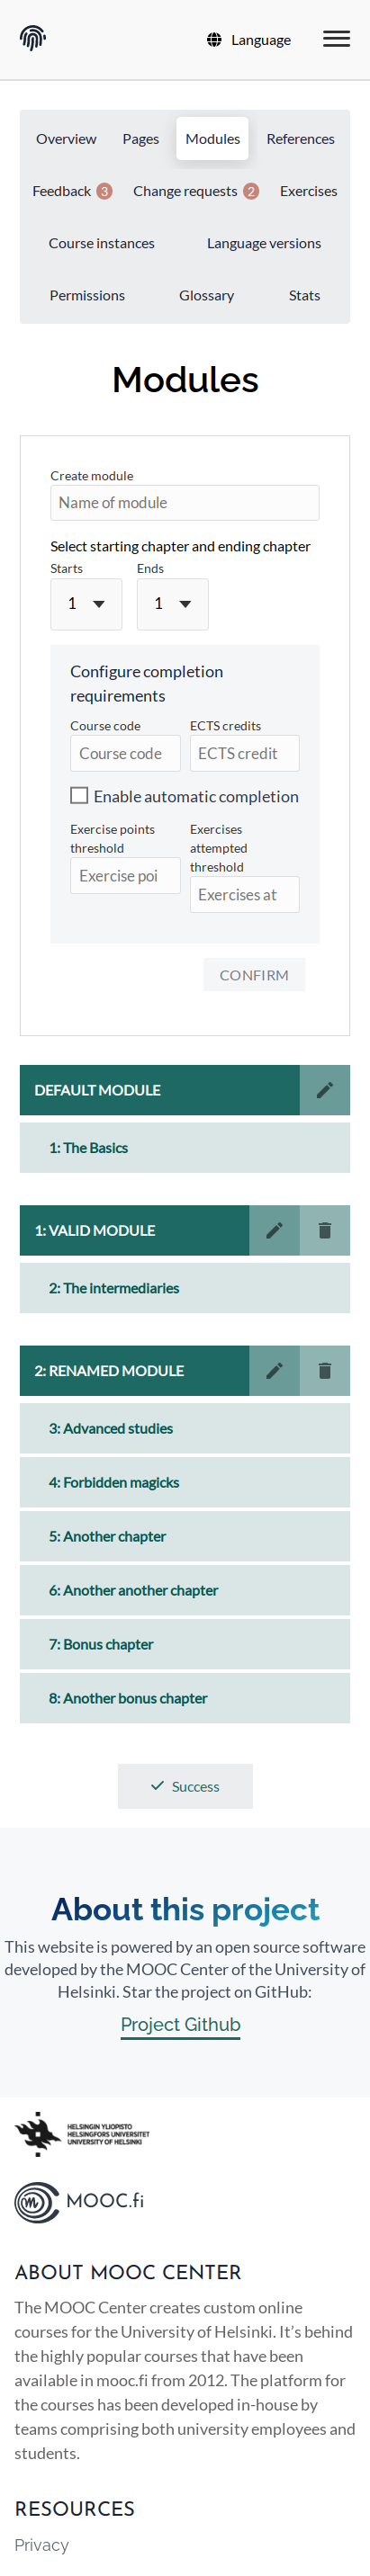 Language
Overview Pages Modules References
Feedback 3 Change requests 2 Exercises
Course instances Language versions
Permissions Glossary Stats
Modules
Create module
Name of module
Select starting chapter and ending chapter
Starts Ends
1 1
Configure completion
requirements
Course code ECTS credits
Course code ECTS credit
Enable automatic completion
Exercise points
threshold
Exercises
attempted
threshold
Exercise poi
Exercises at
CONFIRM
DEFAULT MODULE
1: The Basics
1: VALID MODULE
2: The intermediaries
2: RENAMED MODULE
3: Advanced studies
4: Forbidden magicks
5: Another chapter
6: Another another chapter
7: Bonus chapter
8: Another bonus chapter
Success
About this project
This website is powered by an open source software
developed by the MOOC Center of the University of
Helsinki. Star the project on GitHub:
Project Github
HELSINGIN YLIOPISTO
HELSINGFORS UNIVERSITET
UNIVERSITY OF HELSINKI
MOOC.fi
ABOUT MOOC CENTER
The MOOC Center creates custom online
courses for the University of Helsinki. It’s behind
the highly popular courses that have been
available in mooc.fi from 2012. The platform for
the courses has been developed in-house by
teams comprising both university employees and
students.
RESOURCES
Privacy